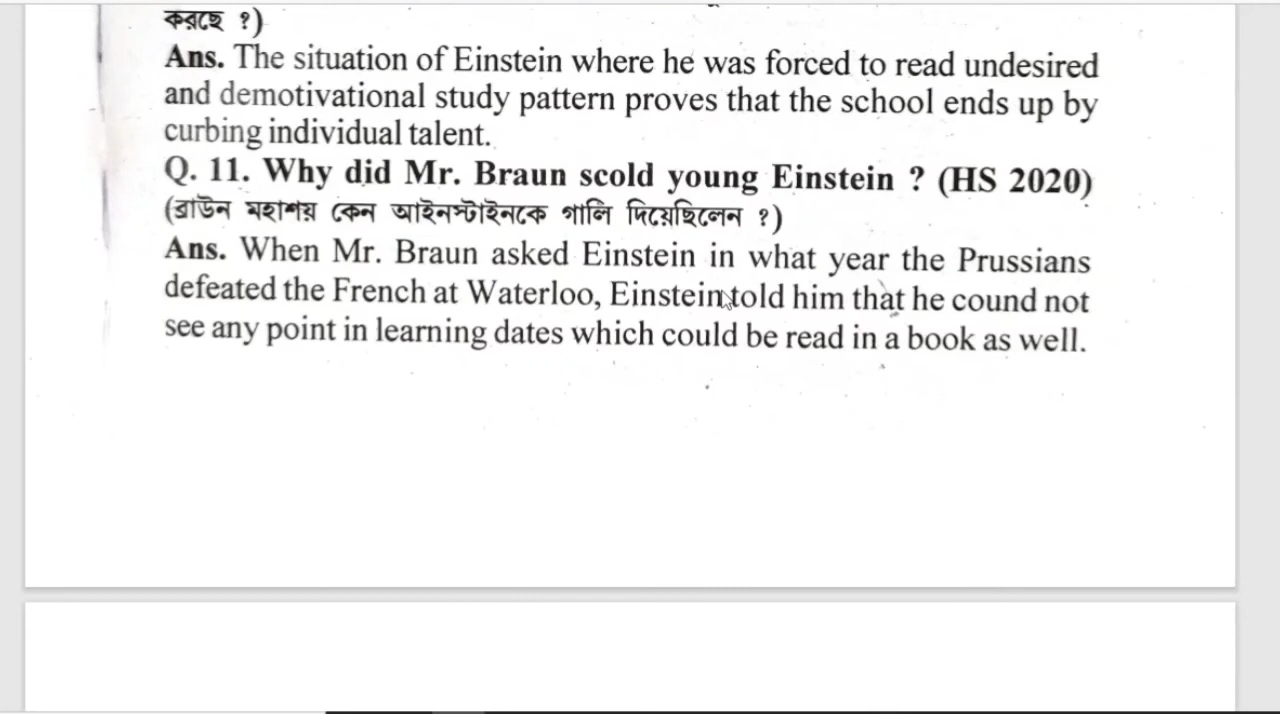 করছে ?)
Ans. The situation of Einstein where he was forced to read undesired
and demotivational study pattern proves that the school ends up by
curbing individual talent.
Q. 11. Why did Mr. Braun scold young Einstein ? (HS 2020)
(ব্রাউন মহাশয় কেন আইনস্টাইনকে গালি দিয়েছিলেন ?)
Ans. When Mr. Braun asked Einstein in what year the Prussians
defeated the French at Waterloo, Einstein told him that he cound not
see any point in learning dates which could be read in a book as well.